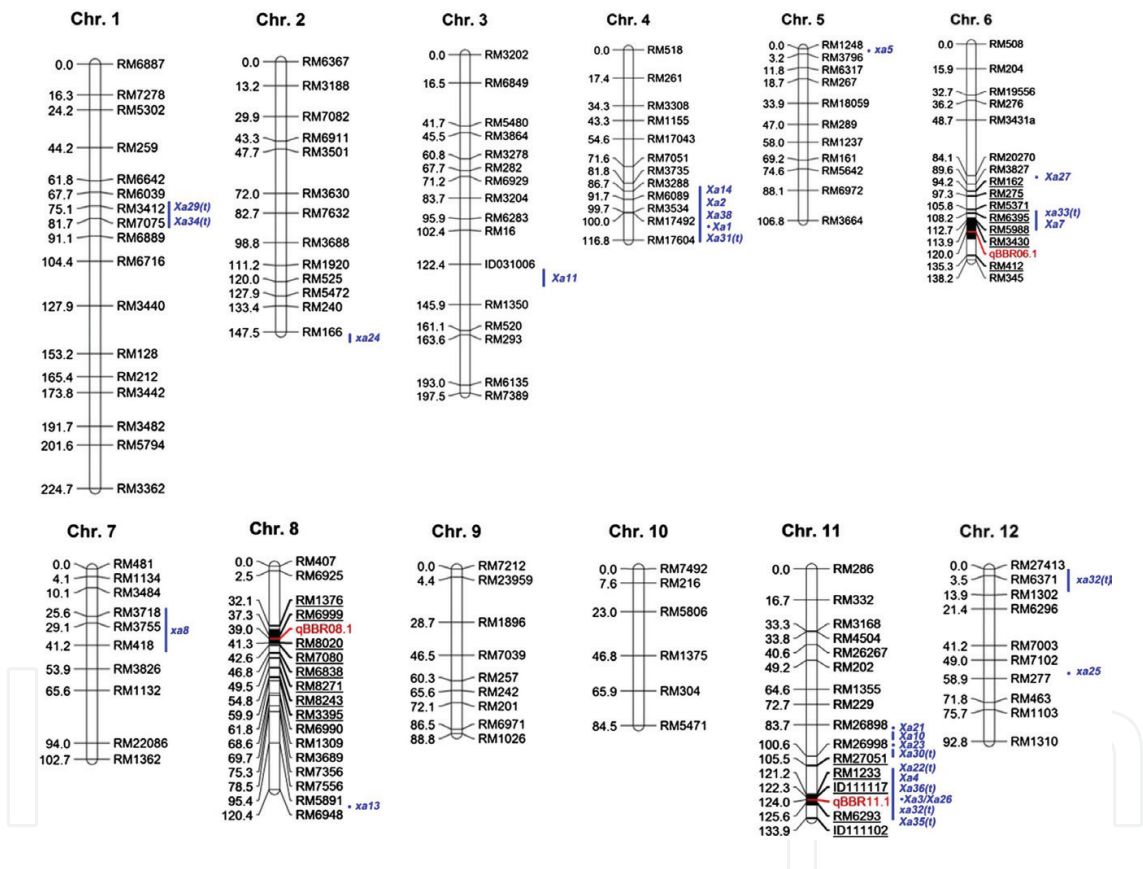 Chr. 1
0.0 RM6887
16.3 RM7278
24.2 RM5302
44.2 RM259
61.8 RM6642
67.7 RM6039
75.1 RM3412 Xa29(t)
81.7 RM7075 Xa34(t)
91.1 RM6889
104.4 RM6716
127.9 RM3440
153.2 RM128
165.4 RM212
173.8 RM3442
191.7 RM3482
201.6 RM5794
224.7 RM3362
Chr. 2
0.0 RM6367
13.2 RM3188
29.9 RM7082
43.3 RM6911
47.7 RM3501
72.0 RM3630
82.7 RM7632
98.8 RM3688
111.2 RM1920
120.0 RM525
127.9 RM5472
133.4 RM240
147.5 RM166
xa24
Chr. 3
0.0 RM3202
16.5 RM6849
41.7 RM5480
45.5 RM3864
60.8 RM3278
67.7 RM282
71.2 RM6929
83.7 RM3204
95.9 RM6283
102.4 RM16
122.4 ID031006
Xa11
145.9 RM1350
161.1 RM520
163.6 RM293
193.0 RM6135
197.5 RM7389
Chr. 4
0.0 RM518
17.4 RM261
34.3 RM3308
43.3 RM1155
54.6 RM17043
71.6 RM7051
81.8 RM3735
86.7 RM3288 Xa14
91.7 RM6089 Xa2
99.7 RM3534 Xa38
100.0 RM17492 Xa1
116.8 RM17604 Xa31(t)
Chr. 5
0.0 RM1248 xa5
3.2 RM3796
11.8 RM6317
18.7 RM267
33.9 RM18059
47.0 RM289
58.0 RM1237
69.2 RM161
74.6 RM5642
88.1 RM6972
106.8 RM3664
Chr. 6
0.0 RM508
15.9 RM204
32.7 RM19556
36.2 RM276
48.7 RM3431a
84.1 RM20270
89.6 RM3827 Xa27
94.2 RM162
97.3 RM275
105.8 RM5371
108.2 RM6395 xa33(t)
112.7 RM5988 Xa7
113.9 RM3430
120.0 qBBR06.1
135.3 RM412
138.2 RM345
Chr. 7
0.0 RM481
4.1 RM1134
10.1 RM3484
25.6 RM3718
29.1 RM3755 xa8
41.2 RM418
53.9 RM3826
65.6 RM1132
94.0 RM22086
102.7 RM1362
Chr. 8
0.0 RM407
2.5 RM6925
32.1 RM1376
37.3 RM6999
39.0 qBBR08.1
41.3 RM8020
42.6 RM7080
46.8 RM6838
49.5 RM8271
54.8 RM8243
59.9 RM3395
61.8 RM6990
68.6 RM1309
69.7 RM3689
75.3 RM7356
78.5 RM7556
95.4 RM5891 xa13
120.4 RM6948
Chr. 9
0.0 RM7212
4.4 RM23959
28.7 RM1896
46.5 RM7039
60.3 RM257
65.6 RM242
72.1 RM201
86.5 RM6971
88.8 RM1026
Chr. 10
0.0 RM7492
7.6 RM216
23.0 RM5806
46.8 RM1375
65.9 RM304
84.5 RM5471
Chr. 11
0.0 RM286
16.7 RM332
33.3 RM3168
33.8 RM4504
40.6 RM26267
49.2 RM202
64.6 RM1355
72.7 RM229
83.7 RM26898 Xa21
Xa10
100.6 RM26998 Xa23
Xa30(t)
105.5 RM27051 Xa22(t)
121.2 RM1233 Xa4
122.3 ID111117 Xa36(t)
124.0 qBBR11.1 Xa3/Xa26
125.6 RM6293 xa32(t)
133.9 ID111102 Xa35(t)
Chr. 12
0.0 RM27413
3.5 RM6371 xa32(t)
13.9 RM1302
21.4 RM6296
41.2 RM7003
49.0 RM7102
xa25
58.9 RM277
71.8 RM463
75.7 RM1103
92.8 RM1310